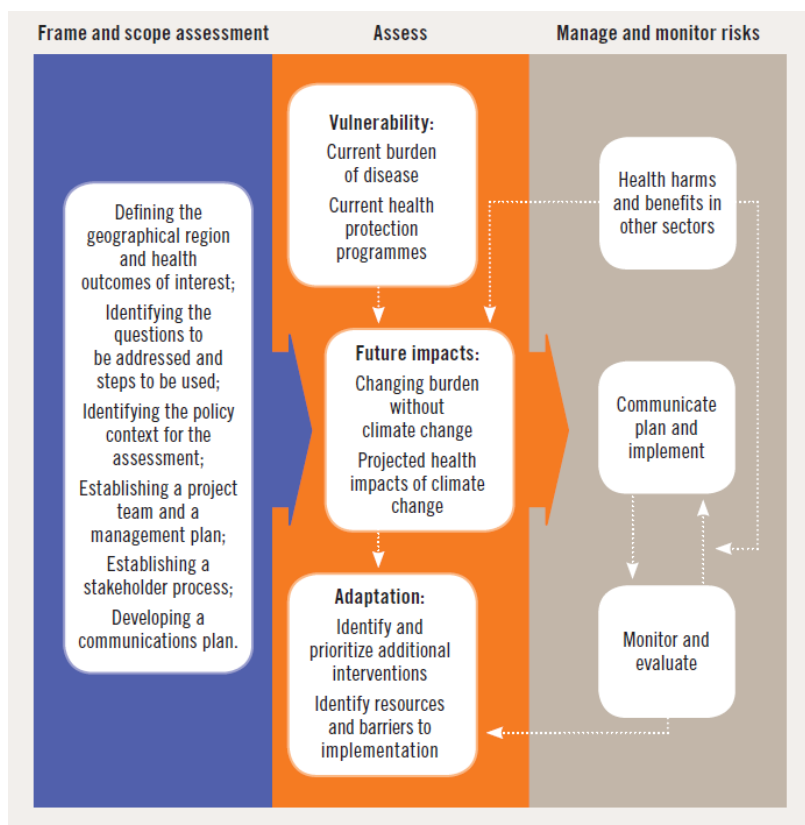 Frame and scope assessment
Assess
Manage and monitor risks
Defining the
geographical region
and health
outcomes of interest;
Identifying the
questions to
be addressed and
steps to be used;
Identifying the policy
context for the
assessment;
Establishing a project
team and a
management plan;
Establishing a
stakeholder process;
Developing a
communications plan.
Vulnerability:
Current burden
of disease
Current health
protection
programmes
Future impacts:
Changing burden
without
climate change
Projected health
impacts of climate
change
Adaptation:
Identify and
prioritize additional
interventions
Identify resources
and barriers to
implementation
Health harms
and benefits in
other sectors
Communicate
plan and
implement
Monitor and
evaluate